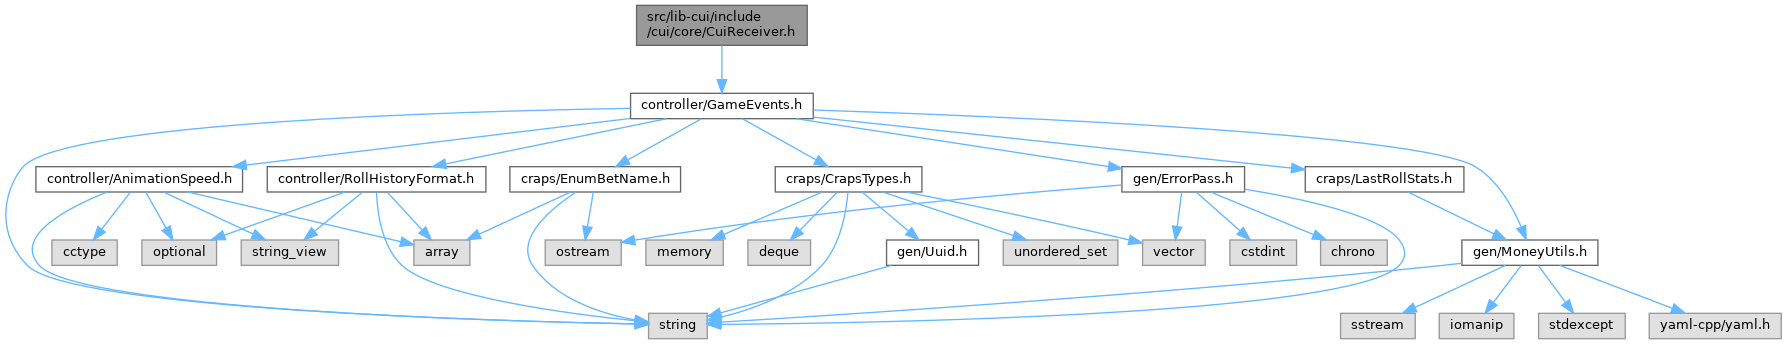 src/lib-cui/include
/cui/core/CuiReceiver.h
controller/GameEvents.h
controller/AnimationSpeed.h
controller/RollHistoryFormat.h
craps/EnumBetName.h
craps/CrapsTypes.h
gen/ErrorPass.h
craps/LastRollStats.h
cctype
optional
string_view
array
ostream
memory
deque
gen/Uuid.h
unordered_set
vector
cstdint
chrono
gen/MoneyUtils.h
string
sstream
iomanip
stdexcept
yaml-cpp/yaml.h